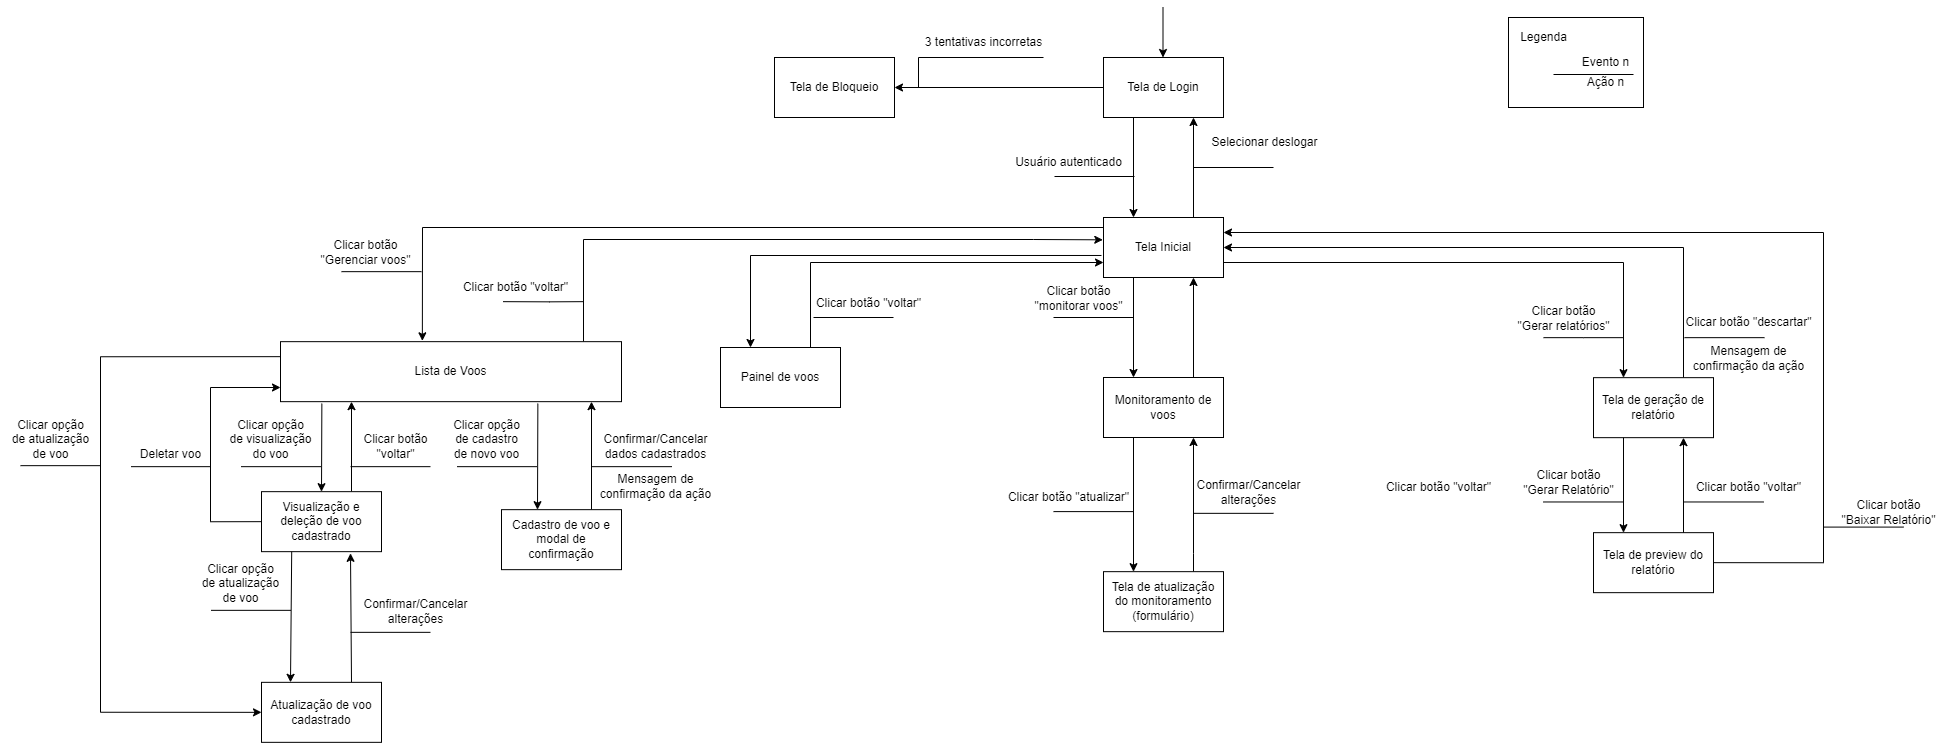 3 tentativas incorretas
Legenda
Evento n
Ação n
Tela de Bloqueio
Tela de Login
Selecionar deslogar
Usuário autenticado
Tela Inicial
Clicar botão
"Gerenciar voos"
Clicar botão "voltar"
Clicar botão "voltar"
Clicar botão
"monitorar voos"
Clicar botão
"Gerar relatórios"
Clicar botão "descartar"
Mensagem de
confirmação da ação
Lista de Voos
Painel de voos
Monitoramento de
voos
Tela de geração de
relatório
Clicar opção
de atualização
de voo
Deletar voo
Clicar opção
de visualização
do voo
Clicar botão
"voltar"
Clicar opção
de cadastro
de novo voo
Confirmar/Cancelar
dados cadastrados
Mensagem de
confirmação da ação
Clicar botão "atualizar"
Confirmar/Cancelar
alterações
Clicar botão "voltar"
Clicar botão
"Gerar Relatório"
Clicar botão "voltar"
Clicar botão
"Baixar Relatório"
Visualização e
deleção de voo
cadastrado
Cadastro de voo e
modal de
confirmação
Tela de preview do
relatório
Clicar opção
de atualização
de voo
Confirmar/Cancelar
alterações
Tela de atualização
do monitoramento
(formulário)
Atualização de voo
cadastrado